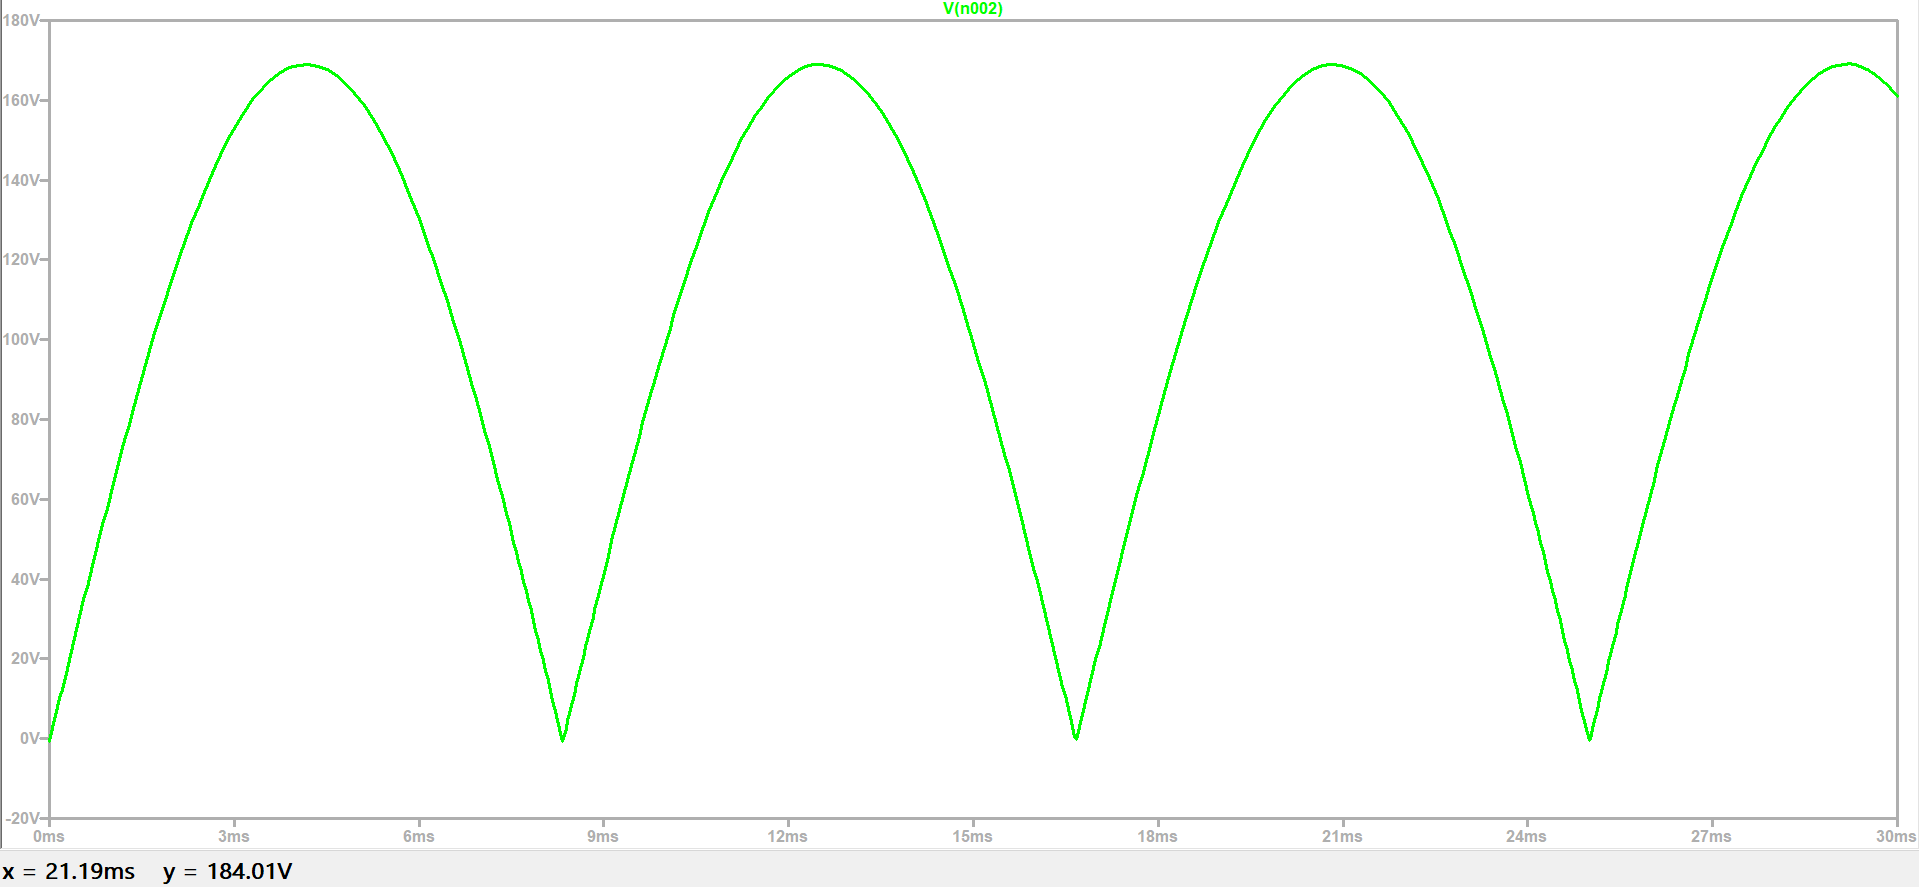 V(n002)
180V
160V
140V
120V
100V
80V
60V
40V
20V
0V
-20V
0ms 3ms 6ms 9ms 12ms 15ms 18ms 21ms 24ms 27ms 30ms
x = 21.19ms y = 184.01V